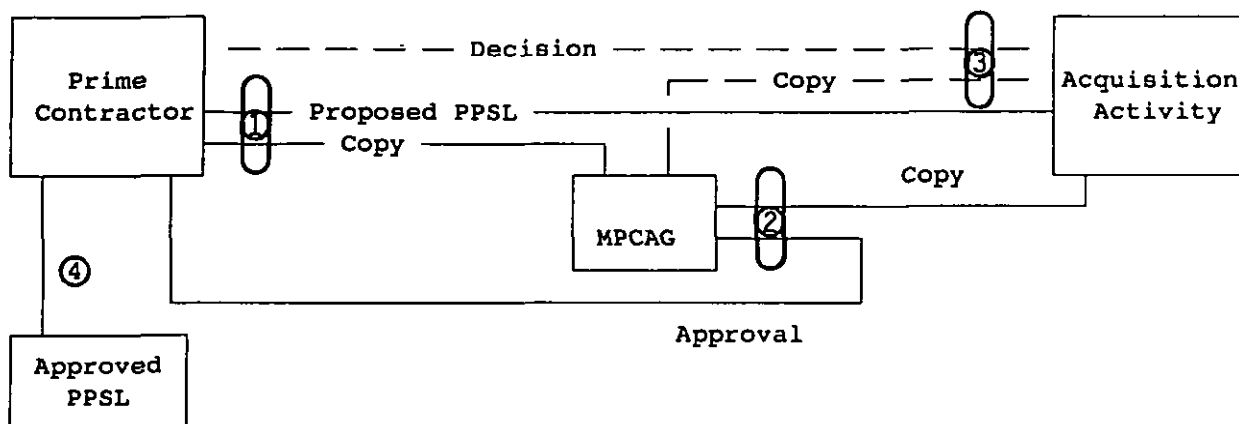 Decision
③
Copy
Prime
Contractor
Acquisition
Activity
① Proposed PPSL
Copy
Copy
MPCAG
②
④
Approval
Approved
PPSL